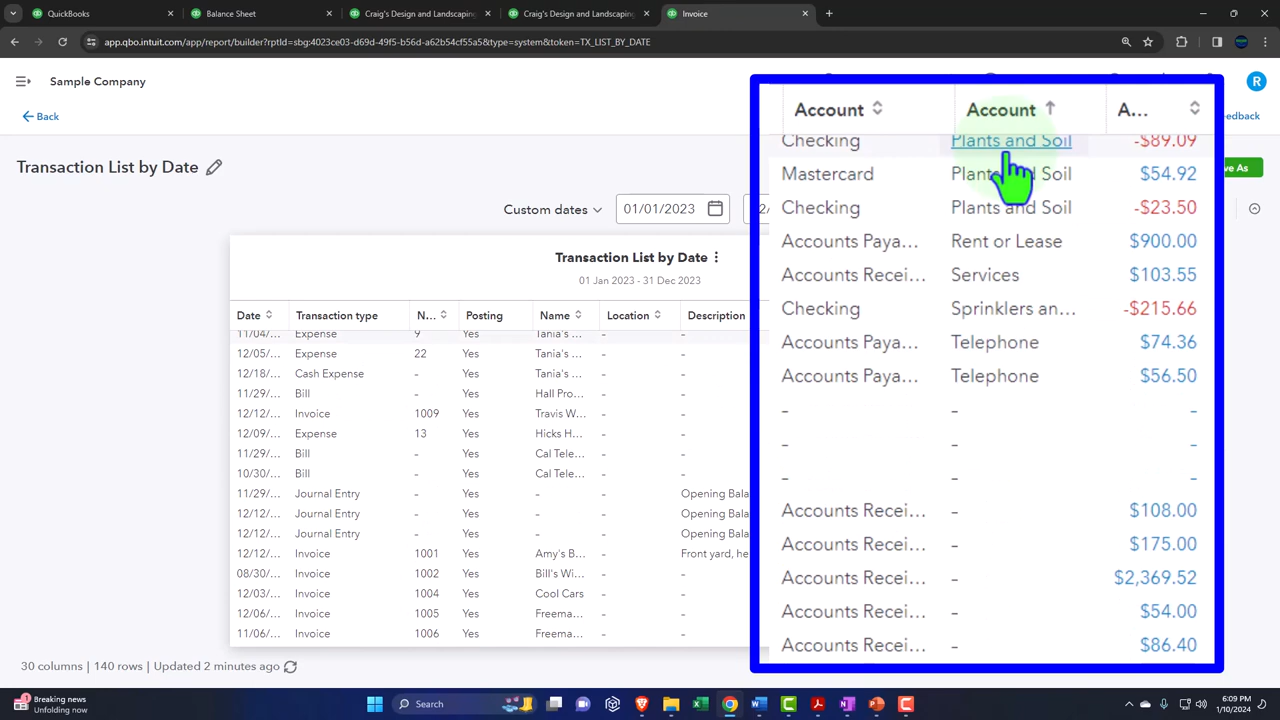 QuickBooks
Balance Sheet
Craig's Design and Landscaping
Craig's Design and Landscaping
Invoice
app.qbo.intuit.com/app/report/builder?rptId=sbg:4023ce03-d69d-49f5-b56d-a62b54cf55a5&type=system&token=TX_LIST_BY_DATE
Sample Company
R
Back
edback
Transaction List by Date
ve As
Custom dates
01/01/2023
Transaction List by Date
01 Jan 2023 - 31 Dec 2023
Date Transaction type N... Posting Name Location Description
11/04/... Expense 9 Yes Tania's ... -
12/05/... Expense 22 Yes Tania's ... - -
12/18/... Cash Expense - Yes Tania's ... - -
11/29/... Bill - Yes Hall Pro... - -
12/12/... Invoice 1009 Yes Travis W... - -
12/09/... Expense 13 Yes Hicks H... - -
11/29/... Bill - Yes Cal Tele... - -
10/30/... Bill - Yes Cal Tele... - -
11/29/... Journal Entry - Yes - - Opening Bala
12/12/... Journal Entry - Yes - - Opening Bala
12/12/... Journal Entry - Yes - - Opening Bala
12/12/... Invoice 1001 Yes Amy's B... - Front yard, he
08/30/... Invoice 1002 Yes Bill's Wi... - -
12/03/... Invoice 1004 Yes Cool Cars - -
12/06/... Invoice 1005 Yes Freema... - -
11/06/... Invoice 1006 Yes Freema... - -
Account Account A...
Checking Plants and Soil -$89.09
Mastercard Plants and Soil $54.92
Checking Plants and Soil -$23.50
Accounts Paya... Rent or Lease $900.00
Accounts Recei... Services $103.55
Checking Sprinklers an... -$215.66
Accounts Paya... Telephone $74.36
Accounts Paya... Telephone $56.50
- - -
- - -
- - -
Accounts Recei... - $108.00
Accounts Recei... - $175.00
Accounts Recei... - $2,369.52
Accounts Recei... - $54.00
Accounts Recei... - $86.40
30 columns | 140 rows | Updated 2 minutes ago
Breaking news
Unfolding now
Search
6:09 PM
1/10/2024